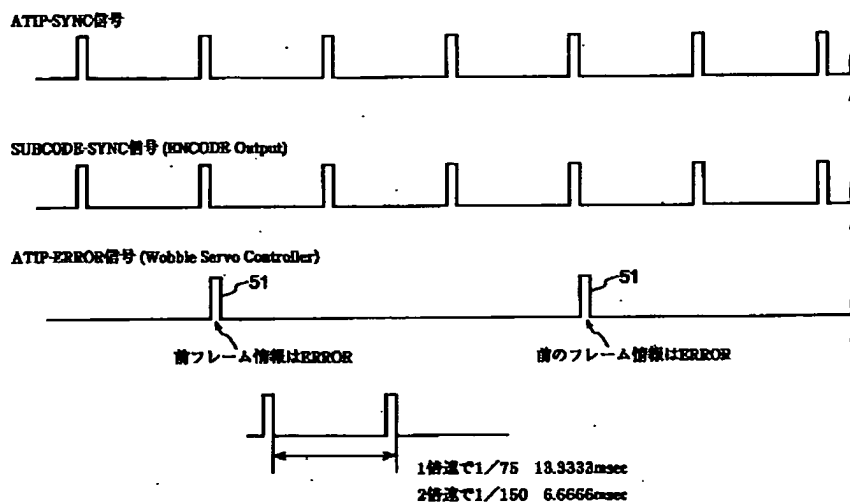 ATIP-SYNC信号
SUBCODE-SYNC信号 (ENCODE Output)
ATIP-ERROR信号 (Wobble Servo Controller)
51
51
前フレーム情報はERROR
前のフレーム情報はERROR
1倍速で1/75 13.3333msec
2倍速で1/150 6.6666msec